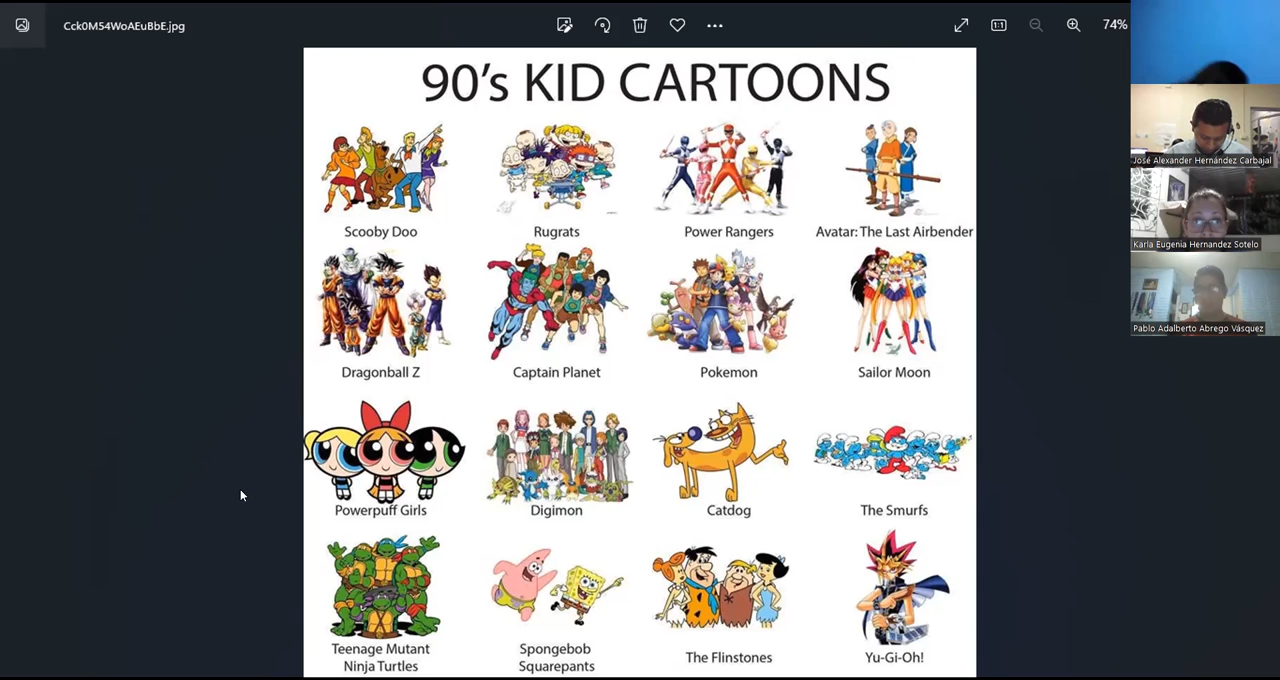 Cck0M54WoAEuBbE.jpg
74%
90's KID CARTOONS
Scooby Doo
Rugrats
Power Rangers
Avatar: The Last Airbender
Dragonball Z
Captain Planet
Pokemon
Sailor Moon
Powerpuff Girls
Digimon
Catdog
The Smurfs
Teenage Mutant
Ninja Turtles
Spongebob
Squarepants
The Flinstones
Yu-Gi-Oh!
José Alexander Hernández Carbajal
Karla Eugenia Hernandez Sotelo
Pablo Adalberto Abrego Vásquez